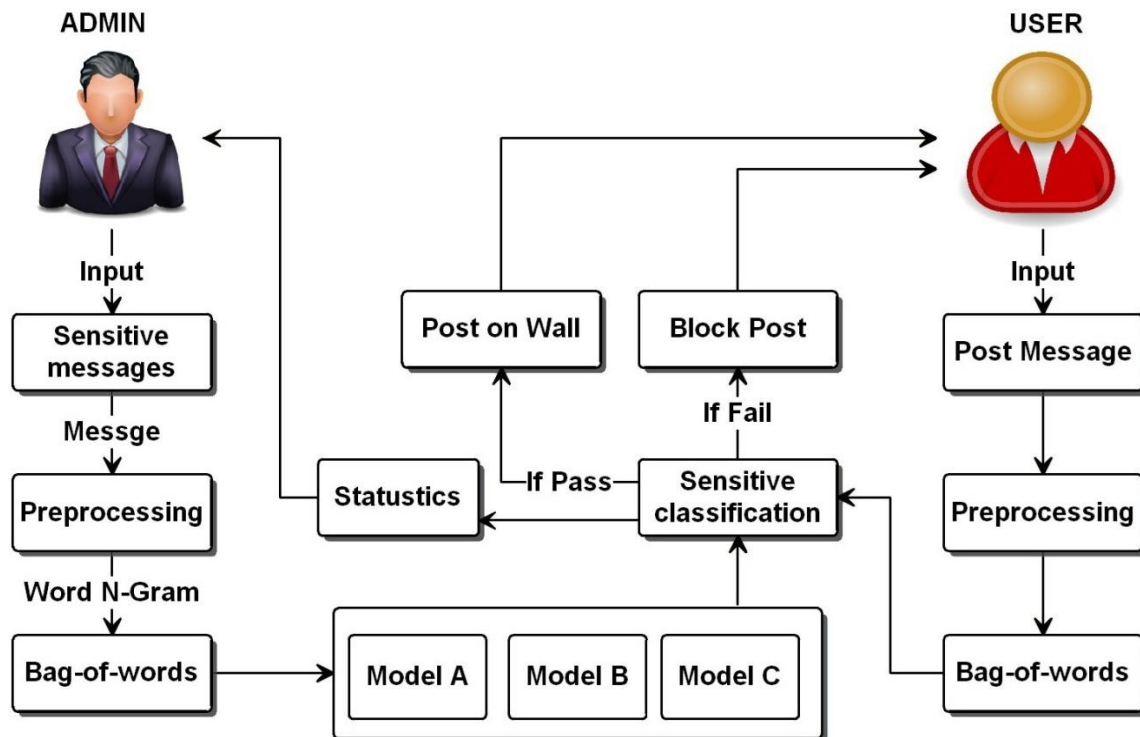 ADMIN
USER
Input
Input
Sensitive
messages
Post on Wall
Block Post
Post Message
Messge
If Fail
Preprocessing
Statustics
If Pass
Sensitive
classification
Preprocessing
Word N-Gram
Bag-of-words
Model A
Model B
Model C
Bag-of-words